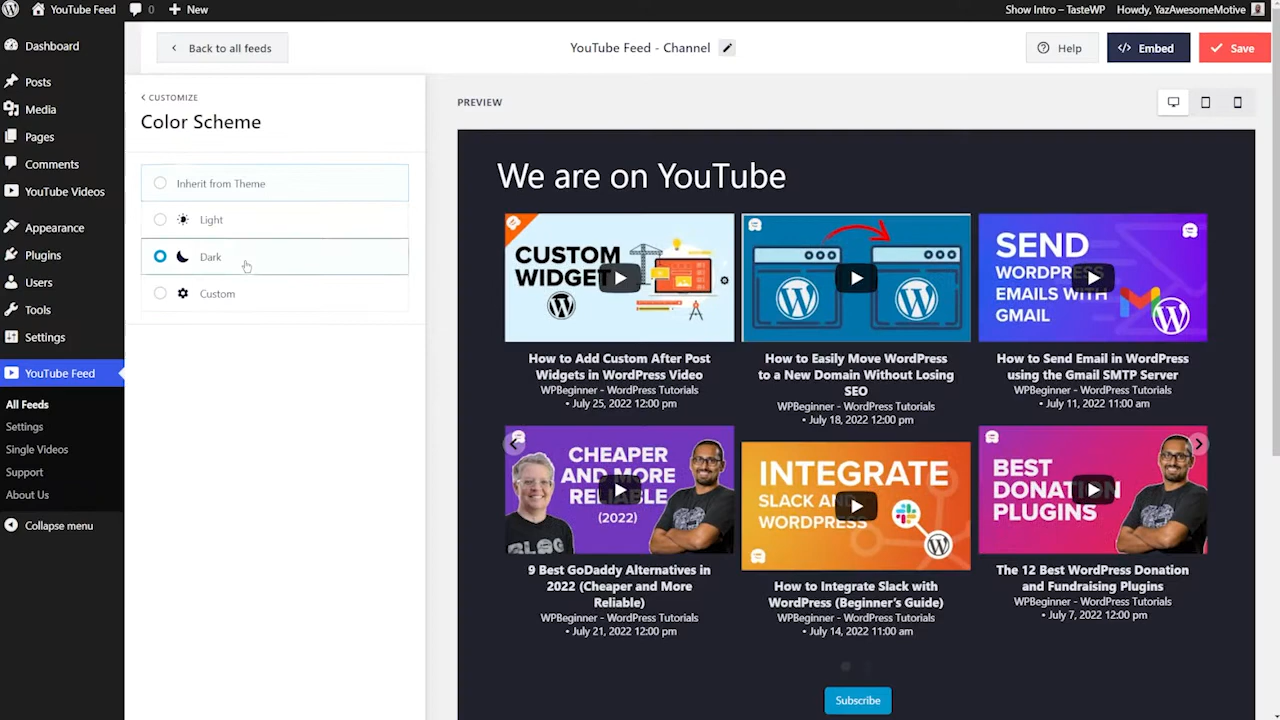 YouTube Feed
0
New
Show Intro – TasteWP
Howdy, YazAwesomeMotive
Dashboard
Posts
Media
Pages
Comments
YouTube Videos
Appearance
Plugins
Users
Tools
Settings
YouTube Feed
All Feeds
Settings
Single Videos
Support
About Us
Collapse menu
Back to all feeds
YouTube Feed - Channel
Help
Embed
Save
CUSTOMIZE
Color Scheme
Inherit from Theme
Light
Dark
Custom
PREVIEW
We are on YouTube
CUSTOM
WIDGET
How to Add Custom After Post
Widgets in WordPress Video
WPBeginner - WordPress Tutorials
• July 25, 2022 12:00 pm
How to Easily Move WordPress
to a New Domain Without Losing
SEO
WPBeginner - WordPress Tutorials
• July 18, 2022 12:00 pm
SEND
WORDPRESS
EMAILS WITH
GMAIL
How to Send Email in WordPress
using the Gmail SMTP Server
WPBeginner - WordPress Tutorials
• July 11, 2022 11:00 am
CHEAPER
AND MORE
RELIABLE
(2022)
9 Best GoDaddy Alternatives in
2022 (Cheaper and More
Reliable)
WPBeginner - WordPress Tutorials
• July 21, 2022 12:00 pm
INTEGRATE
SLACK AND
WORDPRESS
How to Integrate Slack with
WordPress (Beginner's Guide)
WPBeginner - WordPress Tutorials
• July 14, 2022 11:00 am
BEST
DONATION
PLUGINS
The 12 Best WordPress Donation
and Fundraising Plugins
WPBeginner - WordPress Tutorials
• July 7, 2022 11:00 am
Subscribe